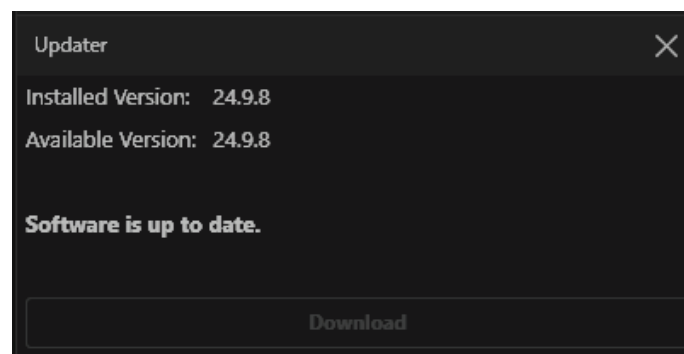 Updater
Installed Version: 24.9.8
Available Version: 24.9.8
Software is up to date.
Download